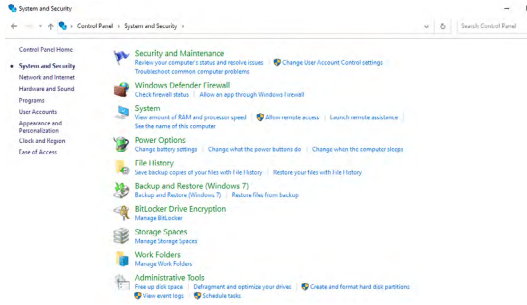 System and Security
Control Panel › System and Security ›
Search Control Panel
Control Panel Home
System and Security
Network and Internet
Hardware and Sound
Programs
User Accounts
Appearance and
Personalization
Clock and Region
Ease of Access
Security and Maintenance
Review your computer's status and resolve issues | Change User Account Control settings |
Troubleshoot common computer problems
Windows Defender Firewall
Check firewall status | Allow an app through Windows Firewall
System
View amount of RAM and processor speed | Allow remote access | Launch remote assistance |
See the name of this computer
Power Options
Change battery settings | Change what the power buttons do | Change when the computer sleeps
File History
Save backup copies of your files with File History | Restore your files with File History
Backup and Restore (Windows 7)
Backup and Restore (Windows 7) | Restore files from backup
BitLocker Drive Encryption
Manage BitLocker
Storage Spaces
Manage Storage Spaces
Work Folders
Manage Work Folders
Administrative Tools
Free up disk space | Defragment and optimize your drives | Create and format hard disk partitions
View event logs | Schedule tasks